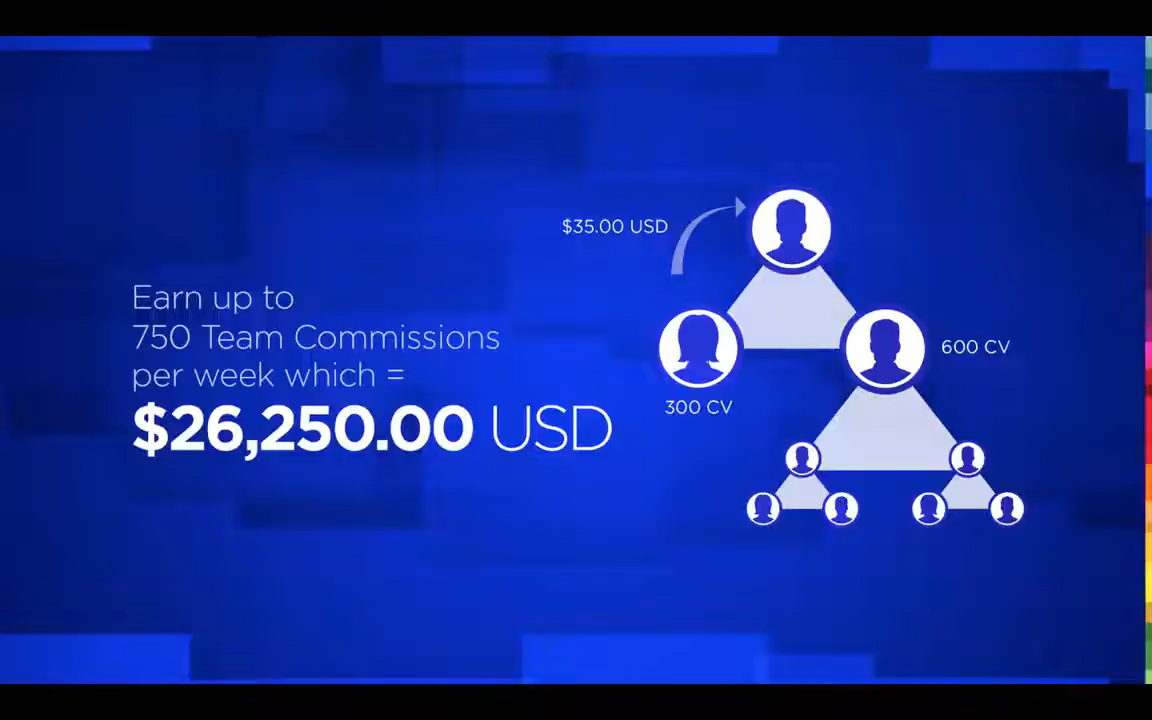 Earn up to
750 Team Commissions
per week which =
$26,250.00 USD
$35.00 USD
600 CV
300 CV